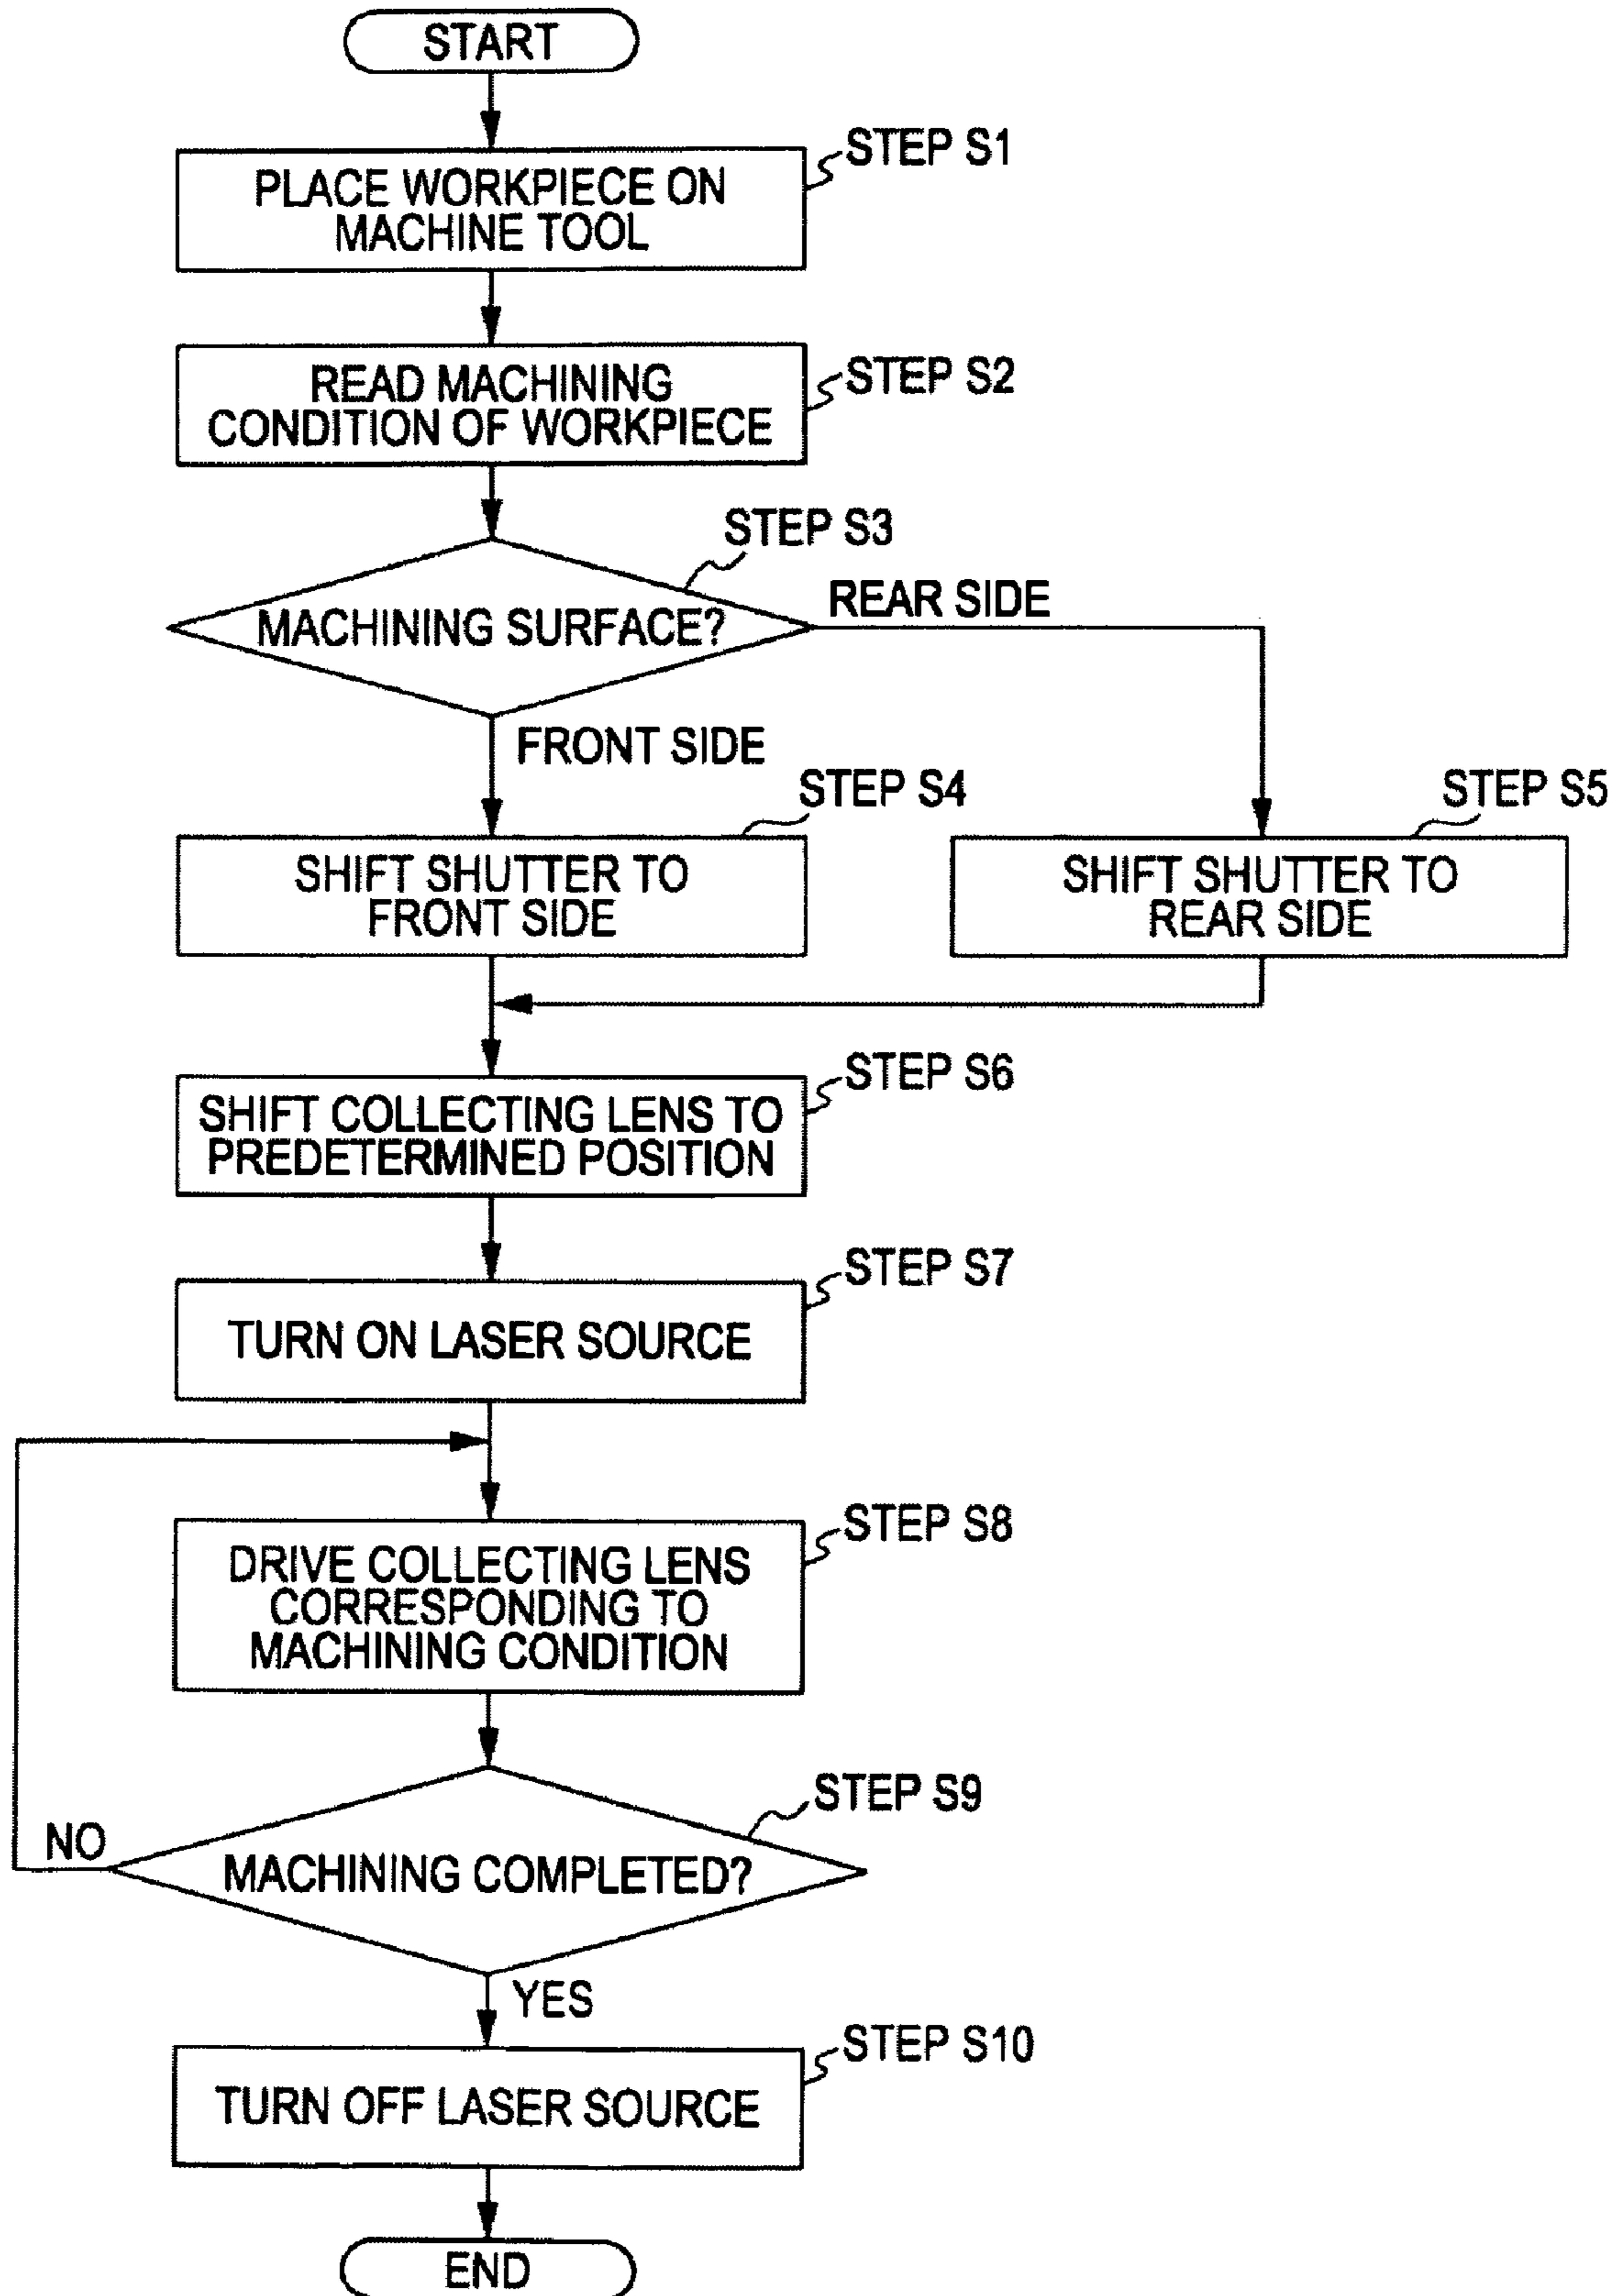 START
STEP S1
PLACE WORKPIECE ON
MACHINE TOOL
STEP S2
READ MACHINING
CONDITION OF WORKPIECE
STEP S3
MACHINING SURFACE?
REAR SIDE
FRONT SIDE
STEP S4
SHIFT SHUTTER TO
FRONT SIDE
STEP S5
SHIFT SHUTTER TO
REAR SIDE
STEP S6
SHIFT COLLECTING LENS TO
PREDETERMINED POSITION
STEP S7
TURN ON LASER SOURCE
STEP S8
DRIVE COLLECTING LENS
CORRESPONDING TO
MACHINING CONDITION
STEP S9
NO
MACHINING COMPLETED?
YES
STEP S10
TURN OFF LASER SOURCE
END